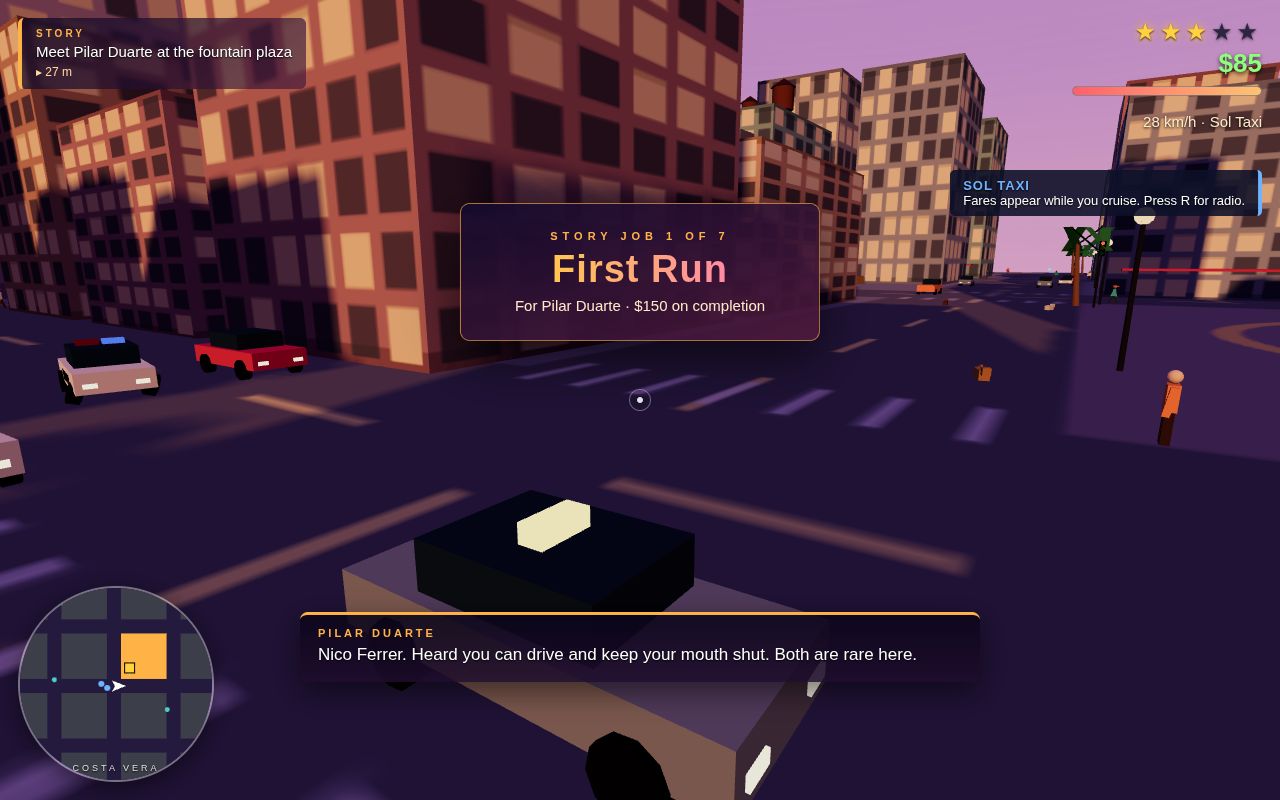 STORY
Meet Pilar Duarte at the fountain plaza
▸ 27 m
$85
28 km/h · Sol Taxi
SOL TAXI
Fares appear while you cruise. Press R for radio.
STORY JOB 1 OF 7
First Run
For Pilar Duarte · $150 on completion
PILAR DUARTE
Nico Ferrer. Heard you can drive and keep your mouth shut. Both are rare here.
COSTA VERA